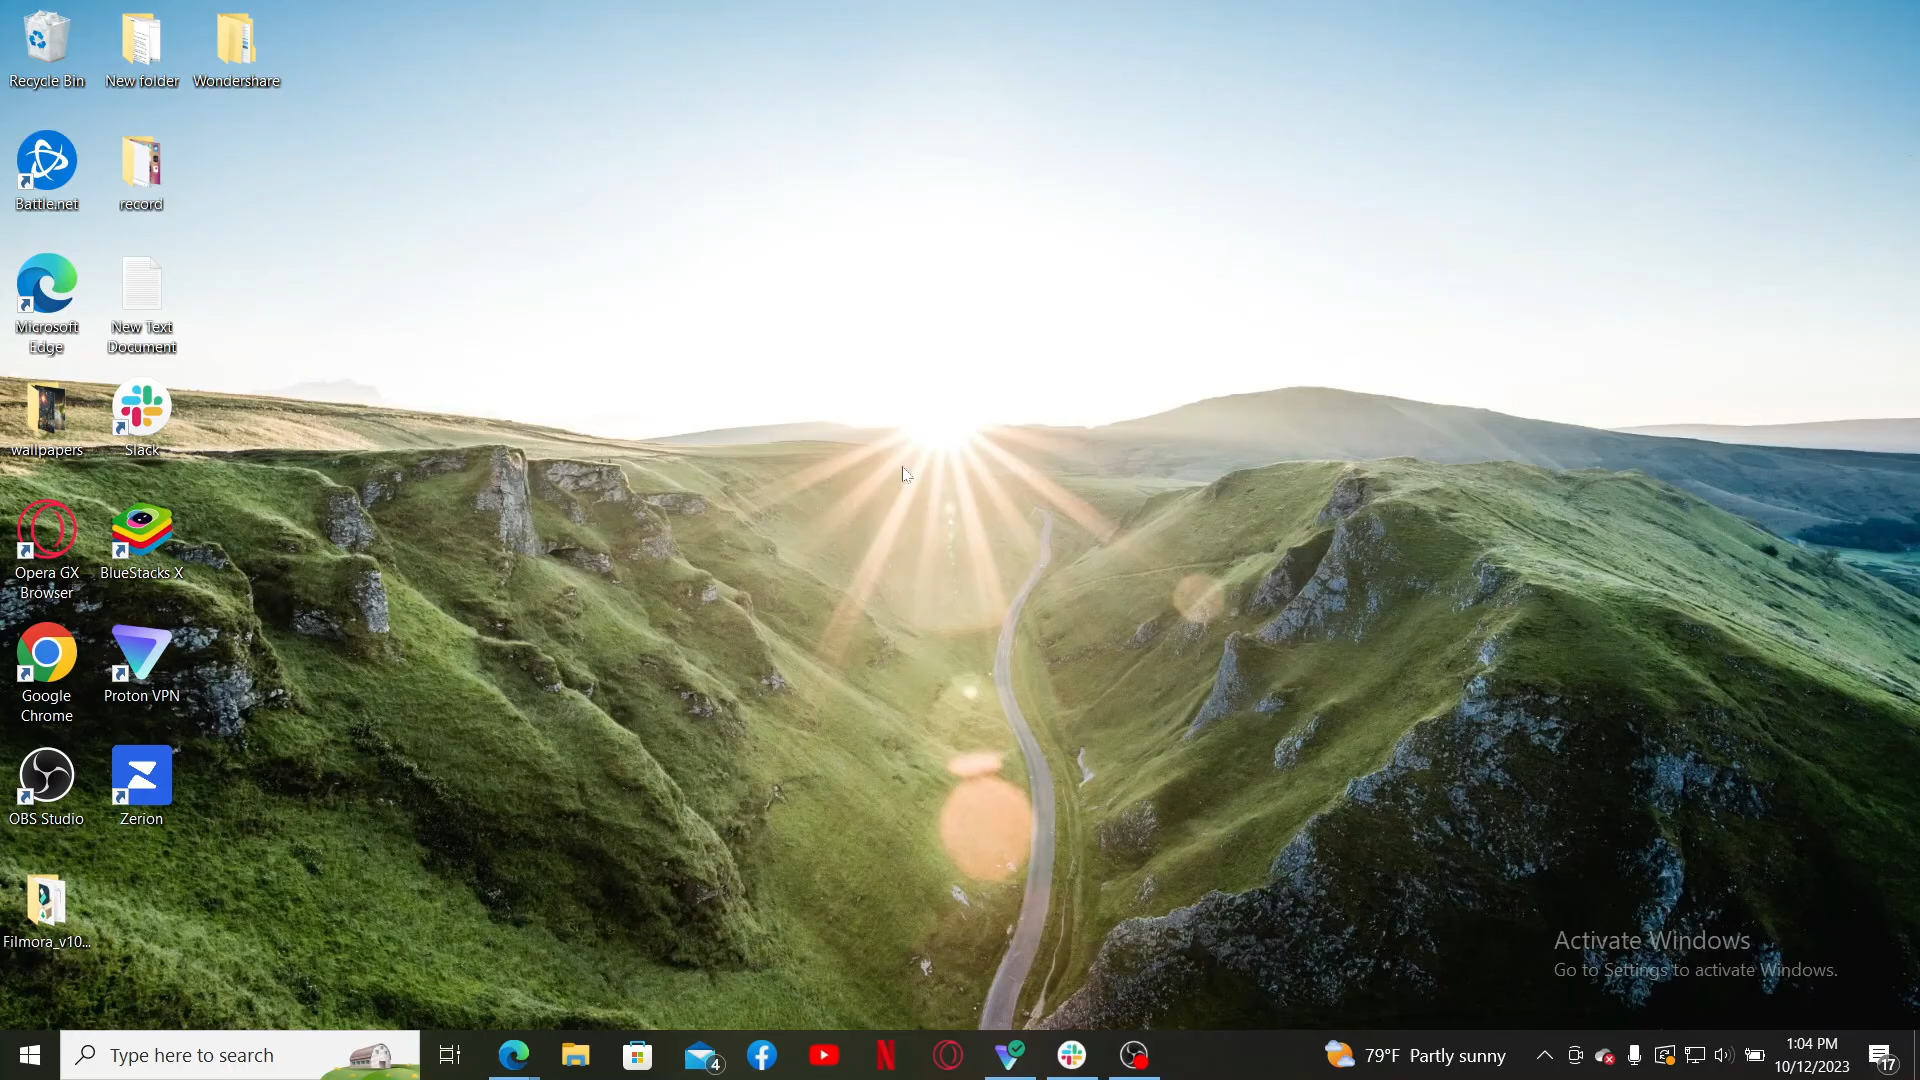 Recycle Bin
New folder
Wondershare
Battle.net
record
Microsoft
Edge
New Text
Document
wallpapers
Slack
Opera GX
Browser
BlueStacks X
Google
Chrome
Proton VPN
OBS Studio
Zerion
Filmora_v10...
Activate Windows
Go to Settings to activate Windows.
Type here to search
4
79°F Partly sunny
1:04 PM
10/12/2023
17